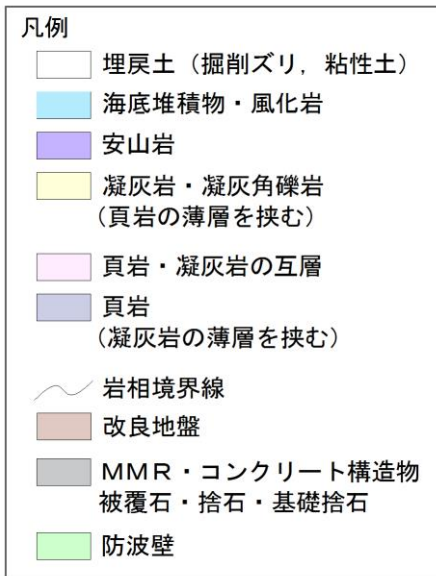 凡例
埋戻土（掘削ズリ，粘性土）
海底堆積物・風化岩
安山岩
凝灰岩・凝灰角礫岩
(頁岩の薄層を挟む)
頁岩・凝灰岩の互層
頁岩
(凝灰岩の薄層を挟む)
岩相境界線
改良地盤
ＭＭＲ・コンクリート構造物
被覆石・捨石・基礎捨石
防波壁